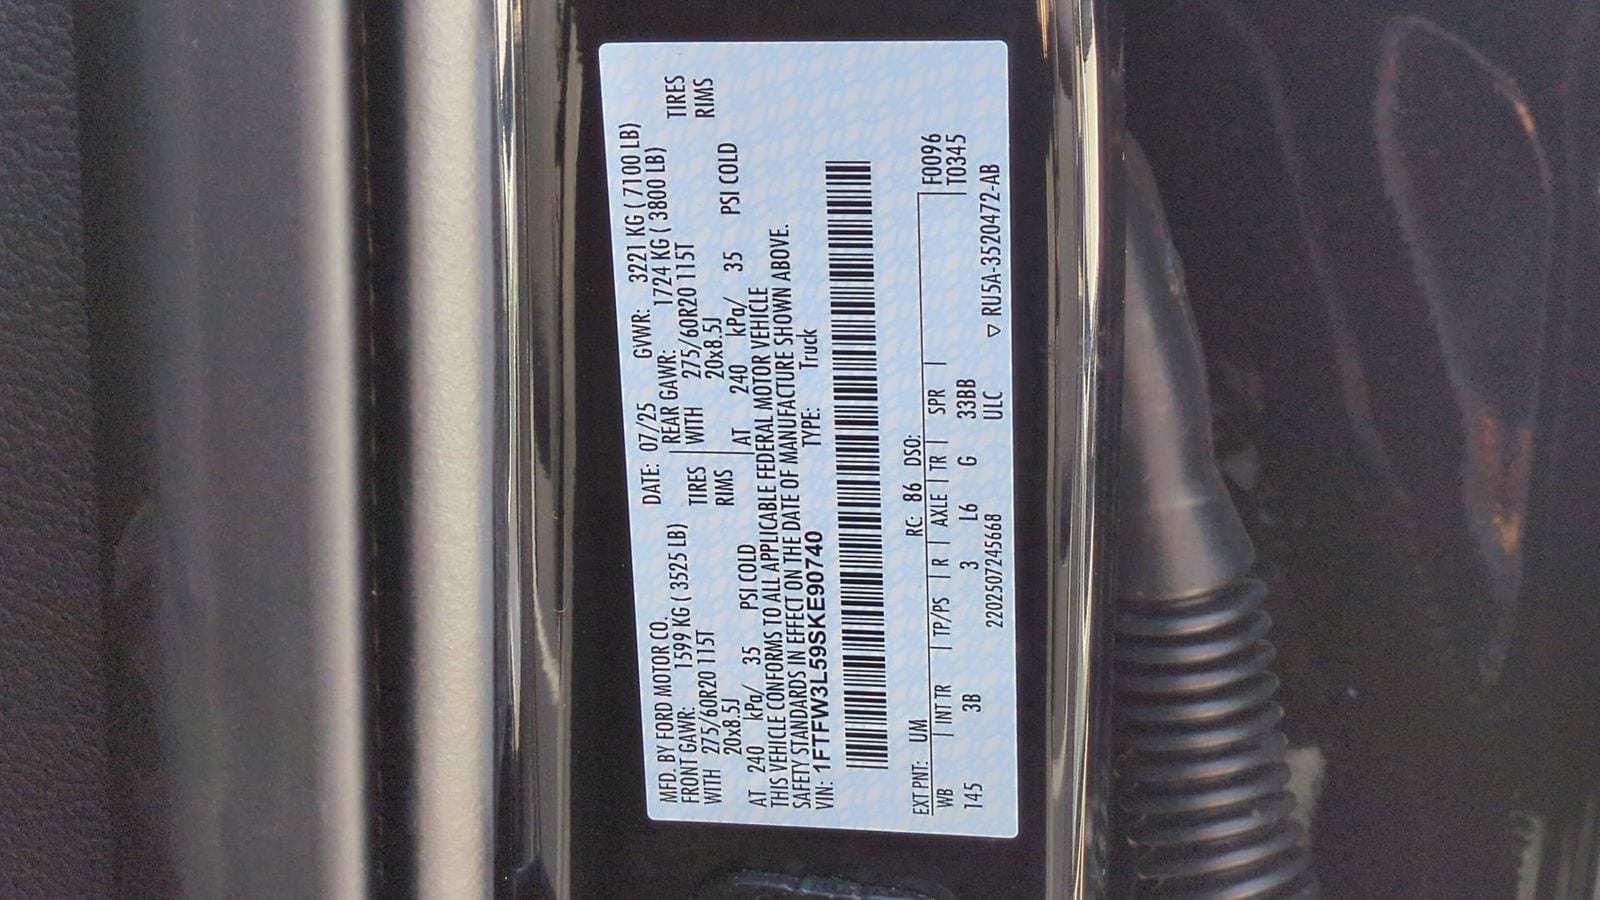 MFD. BY FORD MOTOR CO.
DATE: 07/25 GVWR: 3221 KG ( 7100 LB)
FRONT GAWR: 1599 KG ( 3525 LB) REAR GAWR: 1724 KG ( 3800 LB)
WITH 275/60R20 115T TIRES WITH 275/60R20 115T TIRES
20x8.5J RIMS 20x8.5J RIMS
AT 240 kPa/ 35 PSI COLD AT 240 kPa/ 35 PSI COLD
THIS VEHICLE CONFORMS TO ALL APPLICABLE FEDERAL MOTOR VEHICLE
SAFETY STANDARDS IN EFFECT ON THE DATE OF MANUFACTURE SHOWN ABOVE.
VIN: 1FTFW3L59SKE90740 TYPE: Truck
EXT PNT: UM RC: 86 DSO: F0096
WB | INT TR | TP/PS | R | AXLE | TR | SPR | T0345
145 3B 3 L6 G 33BB
220250724566​8 ULC ▽ RU5A-3520472-AB